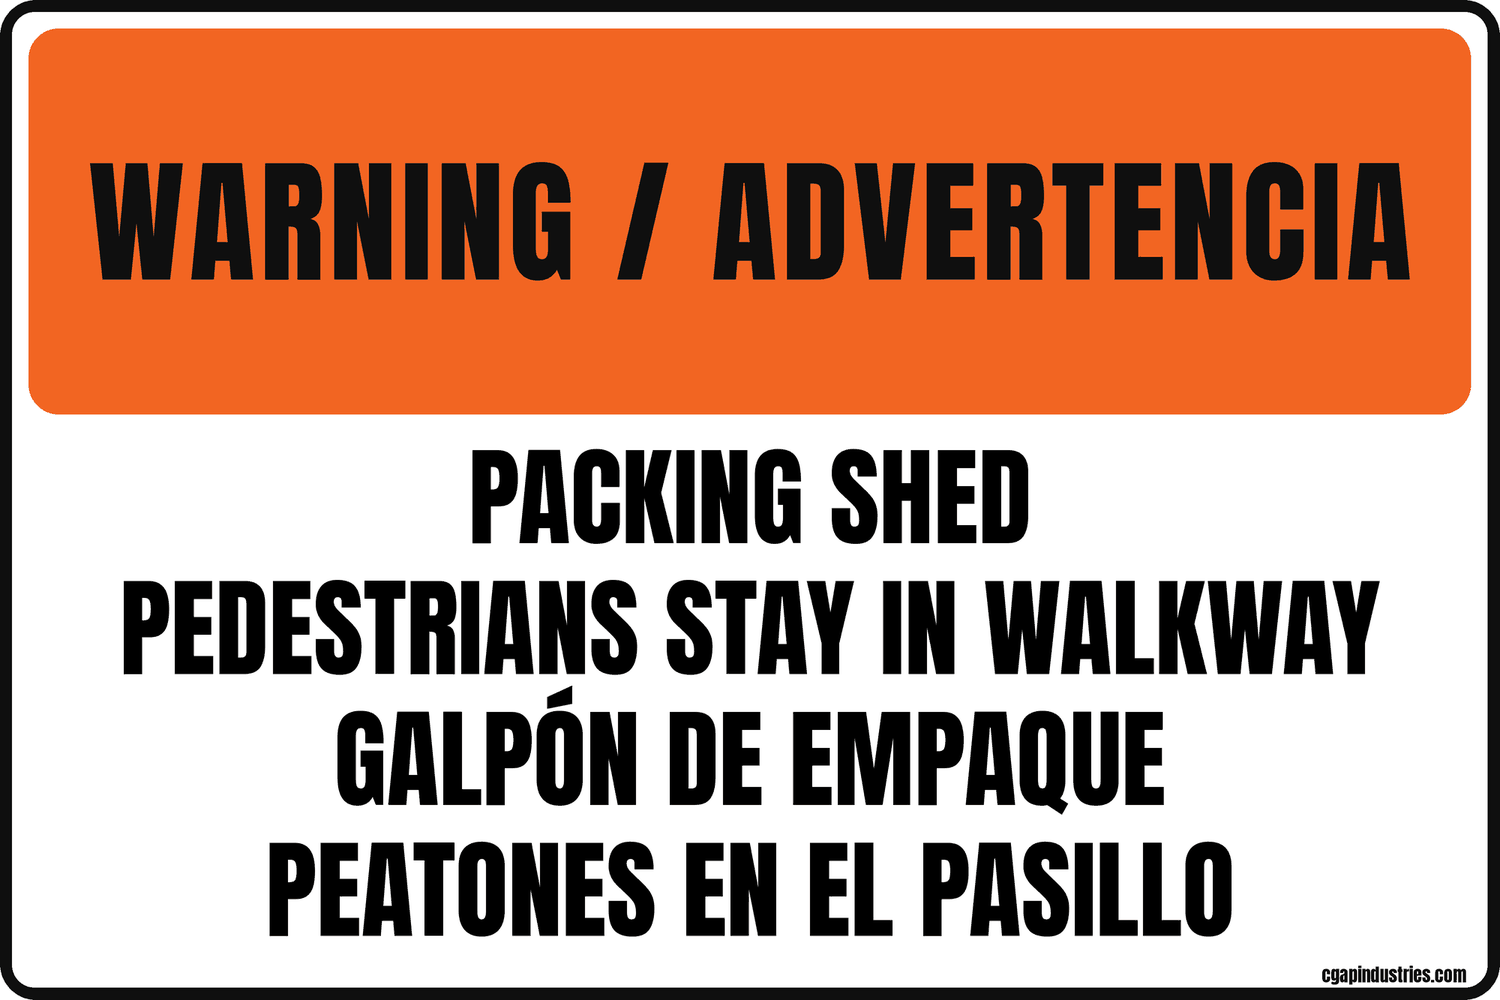 WARNING / ADVERTENCIA
PACKING SHED
PEDESTRIANS STAY IN WALKWAY
GALPÓN DE EMPAQUE
PEATONES EN EL PASILLO
cgapindustries.com